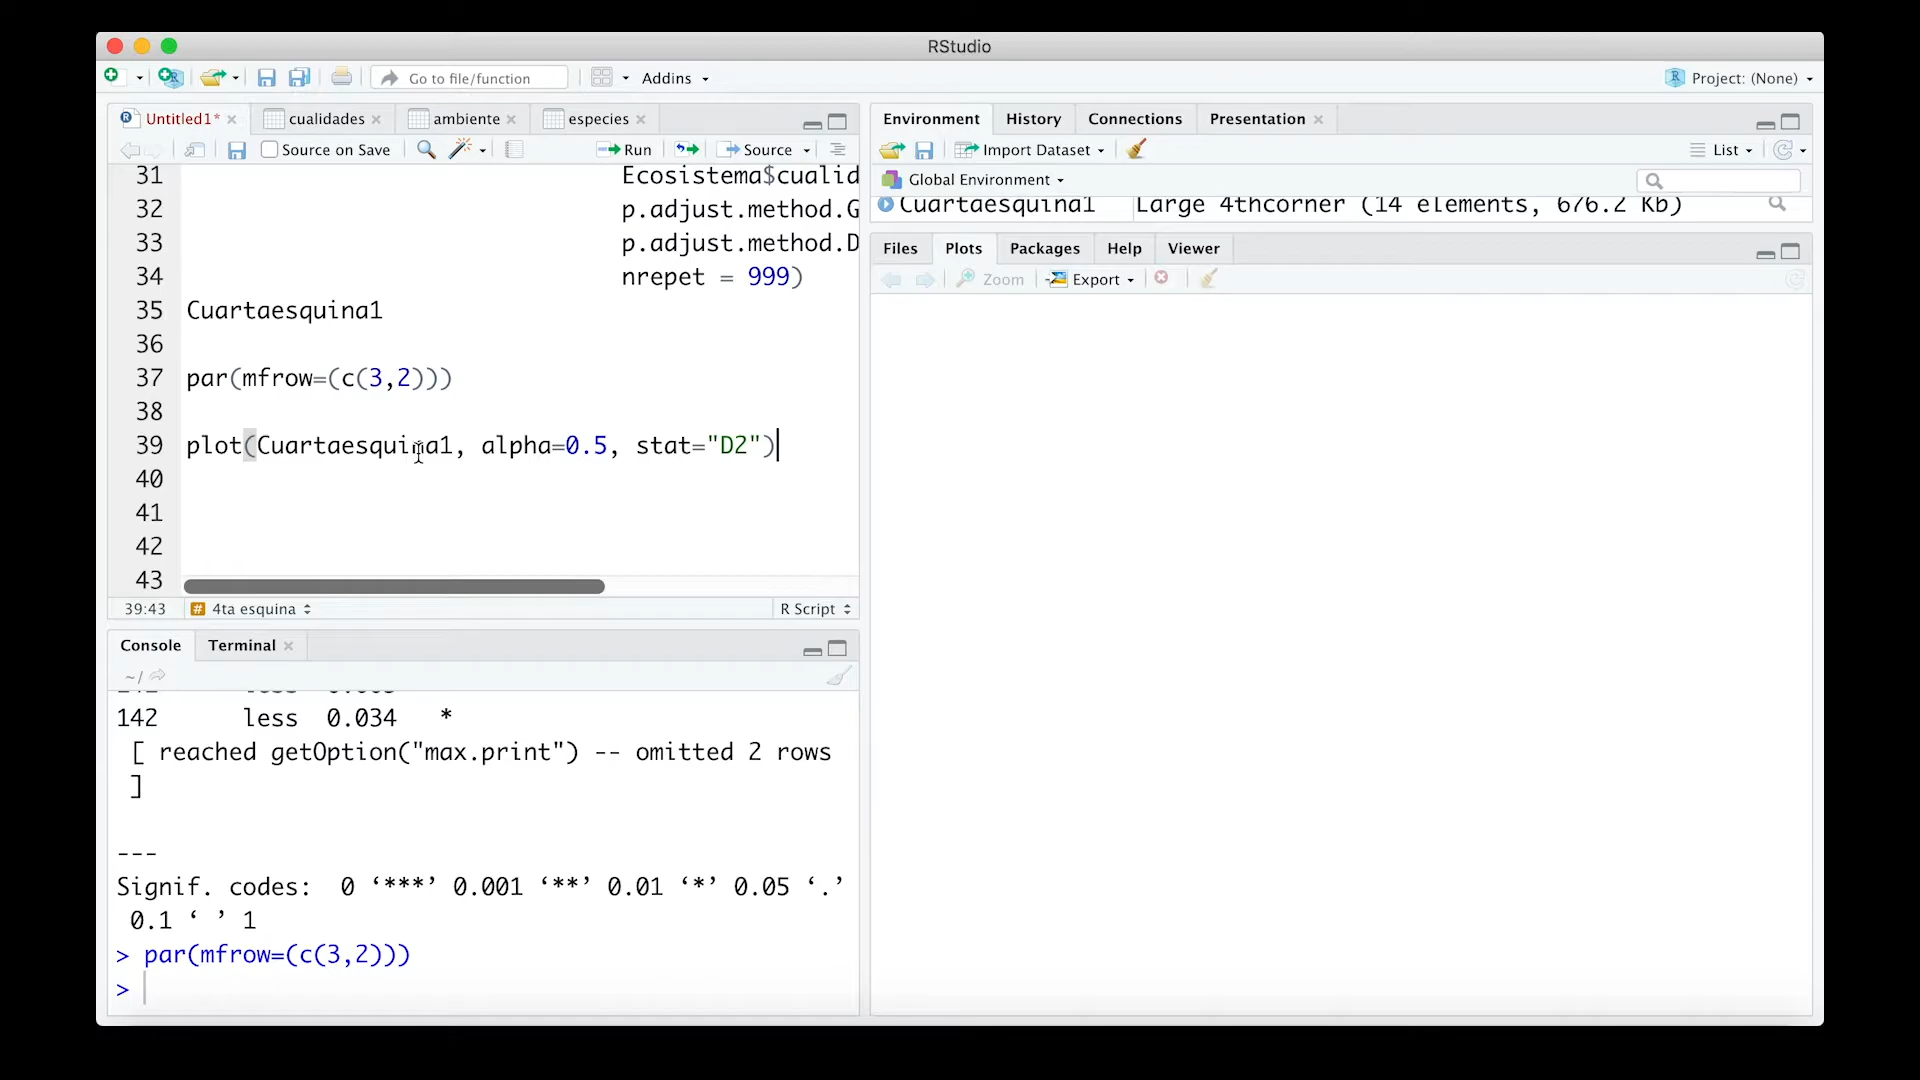 RStudio
Go to file/function
Addins
Project: (None)
Untitled1*
cualidades
ambiente
especies
Source on Save
Run
Source
31 Ecosistema$cualid
32 p.adjust.method.G
33 p.adjust.method.D
34 nrepet = 999)
35 Cuartaesquina1
36
37 par(mfrow=(c(3,2)))
38
39 plot(Cuartaesquina1, alpha=0.5, stat="D2")
40
41
42
43
39:43 # 4ta esquina R Script
Console Terminal
~/
142 less 0.034 *
[ reached getOption("max.print") -- omitted 2 rows
]
---
Signif. codes: 0 ‘***’ 0.001 ‘**’ 0.01 ‘*’ 0.05 ‘.’
0.1 ‘ ’ 1
> par(mfrow=(c(3,2)))
>
Environment History Connections Presentation
Import Dataset List
Global Environment
Cuartaesquina1 Large 4thcorner (14 elements, 676.2 Kb)
Files Plots Packages Help Viewer
Zoom Export